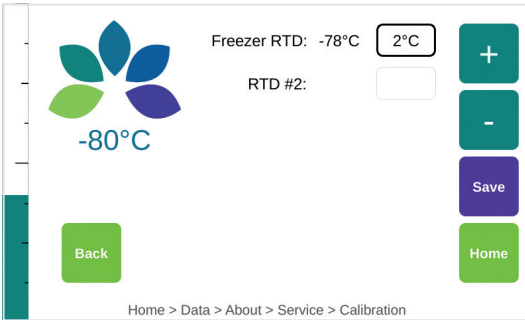 Freezer RTD: -78°C 2°C
+
RTD #2:
-
-80°C
Save
Back
Home
Home > Data > About > Service > Calibration